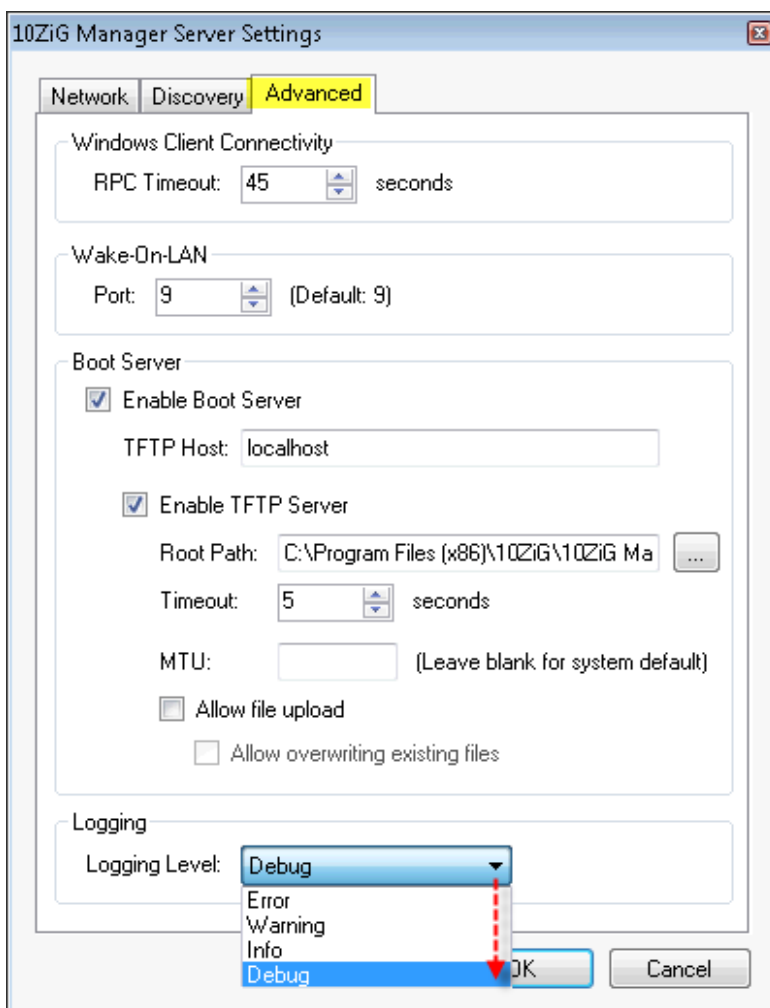 10ZiG Manager Server Settings
Network Discovery Advanced
Windows Client Connectivity
RPC Timeout: 45 seconds
Wake-On-LAN
Port: 9 (Default: 9)
Boot Server
Enable Boot Server
TFTP Host: localhost
Enable TFTP Server
Root Path: C:\Program Files (x86)\10ZiG\10ZiG Ma ...
Timeout: 5 seconds
MTU: (Leave blank for system default)
Allow file upload
Allow overwriting existing files
Logging
Logging Level: Debug
Error
Warning
Info
Debug
Cancel